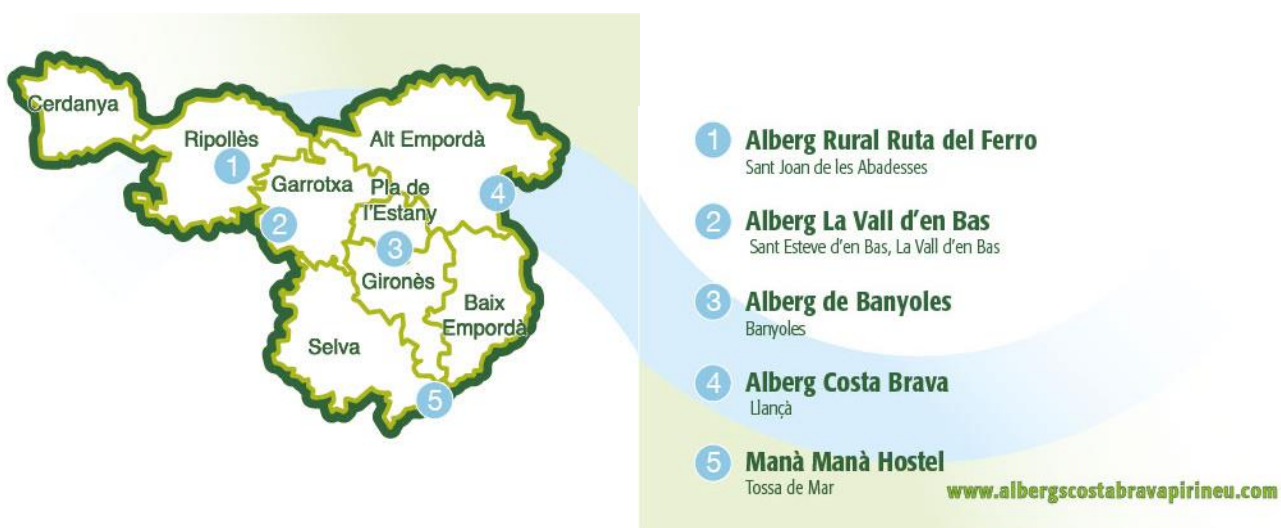 Cerdanya
Ripollès
1
Alt Empordà
Garrotxa
Pla de
l'Estany
4
2
3
Gironès
Baix
Empordà
Selva
5
1 Alberg Rural Ruta del Ferro
Sant Joan de les Abadesses
2 Alberg La Vall d'en Bas
Sant Esteve d'en Bas, La Vall d'en Bas
3 Alberg de Banyoles
Banyoles
4 Alberg Costa Brava
Llançà
5 Manà Manà Hostel
Tossa de Mar
www.albergscostabravapirineu.com